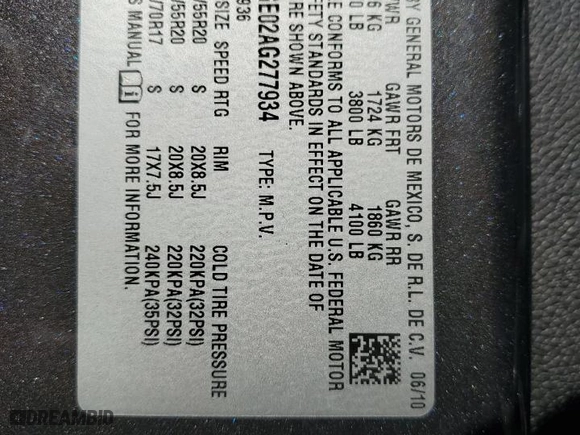 BY GENERAL MOTORS DE MEXICO, S. DE R.L. DE C.V. 06/10
GAWR FRT GAWR RR
6 KG 1724 KG 1860 KG
0 LB 3800 LB 4100 LB
E CONFORMS TO ALL APPLICABLE U.S. FEDERAL MOTOR
FETY STANDARDS IN EFFECT ON THE DATE OF
RE SHOWN ABOVE.
E02AG277934 TYPE: M.P.V.
936
SIZE SPEED RTG RIM COLD TIRE PRESSURE
/55R20 S 20X8.5J 220KPA(32PSI)
/55R20 S 20X8.5J 220KPA(32PSI)
/70R17 S 17X7.5J 240KPA(35PSI)
S MANUAL FOR MORE INFORMATION.
DREAMBID